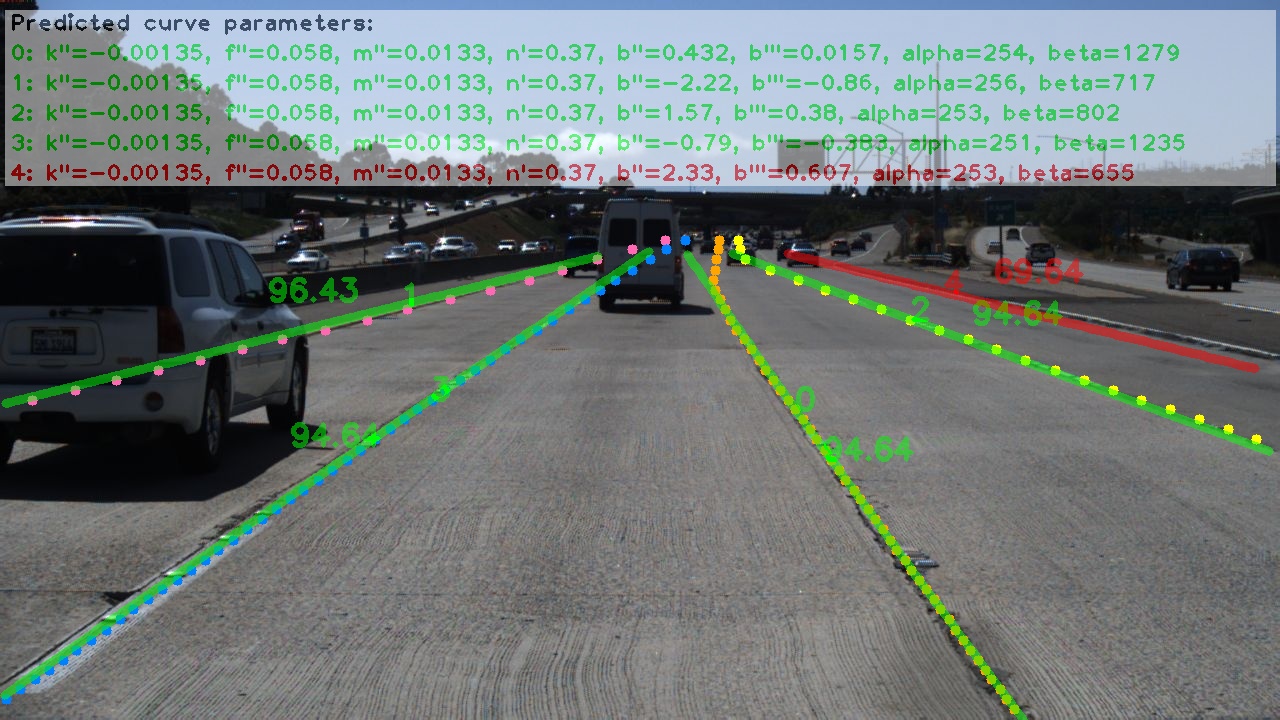 Predicted curve parameters:
0: k''=-0.00135, f''=0.058, m''=0.0133, n'=0.37, b''=0.432, b'''=0.0157, alpha=254, beta=1279
1: k''=-0.00135, f''=0.058, m''=0.0133, n'=0.37, b''=-2.22, b'''=-0.86, alpha=256, beta=717
2: k''=-0.00135, f''=0.058, m''=0.0133, n'=0.37, b''=1.57, b'''=0.38, alpha=253, beta=802
3: k''=-0.00135, f''=0.058, m''=0.0133, n'=0.37, b''=-0.79, b'''=-0.383, alpha=251, beta=1235
4: k''=-0.00135, f''=0.058, m''=0.0133, n'=0.37, b''=2.33, b'''=0.607, alpha=253, beta=655
4 69.64
96.43 1
2 94.64
3
0
94.64
94.64